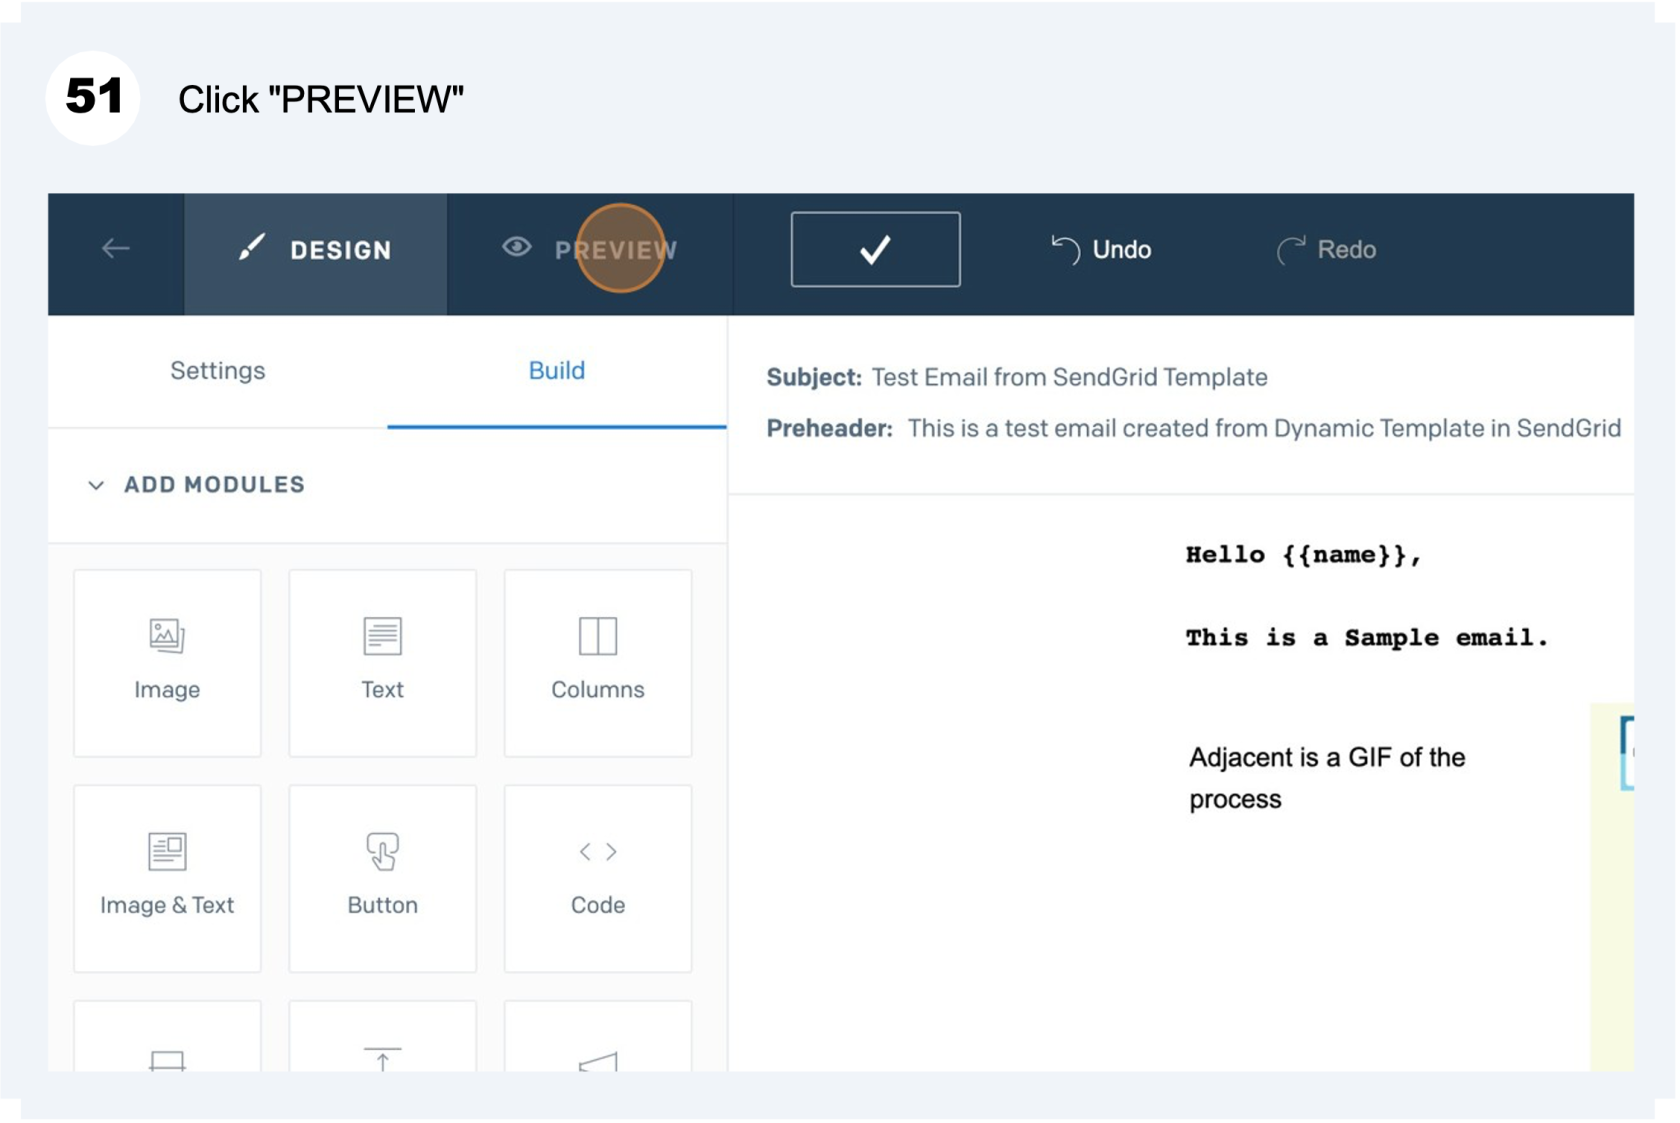 51 Click "PREVIEW"
DESIGN PREVIEW Undo Redo
Settings Build
Subject: Test Email from SendGrid Template
Preheader: This is a test email created from Dynamic Template in SendGrid
ADD MODULES
Hello {{name}},
This is a Sample email.
Image Text Columns
Adjacent is a GIF of the
process
Image & Text Button Code